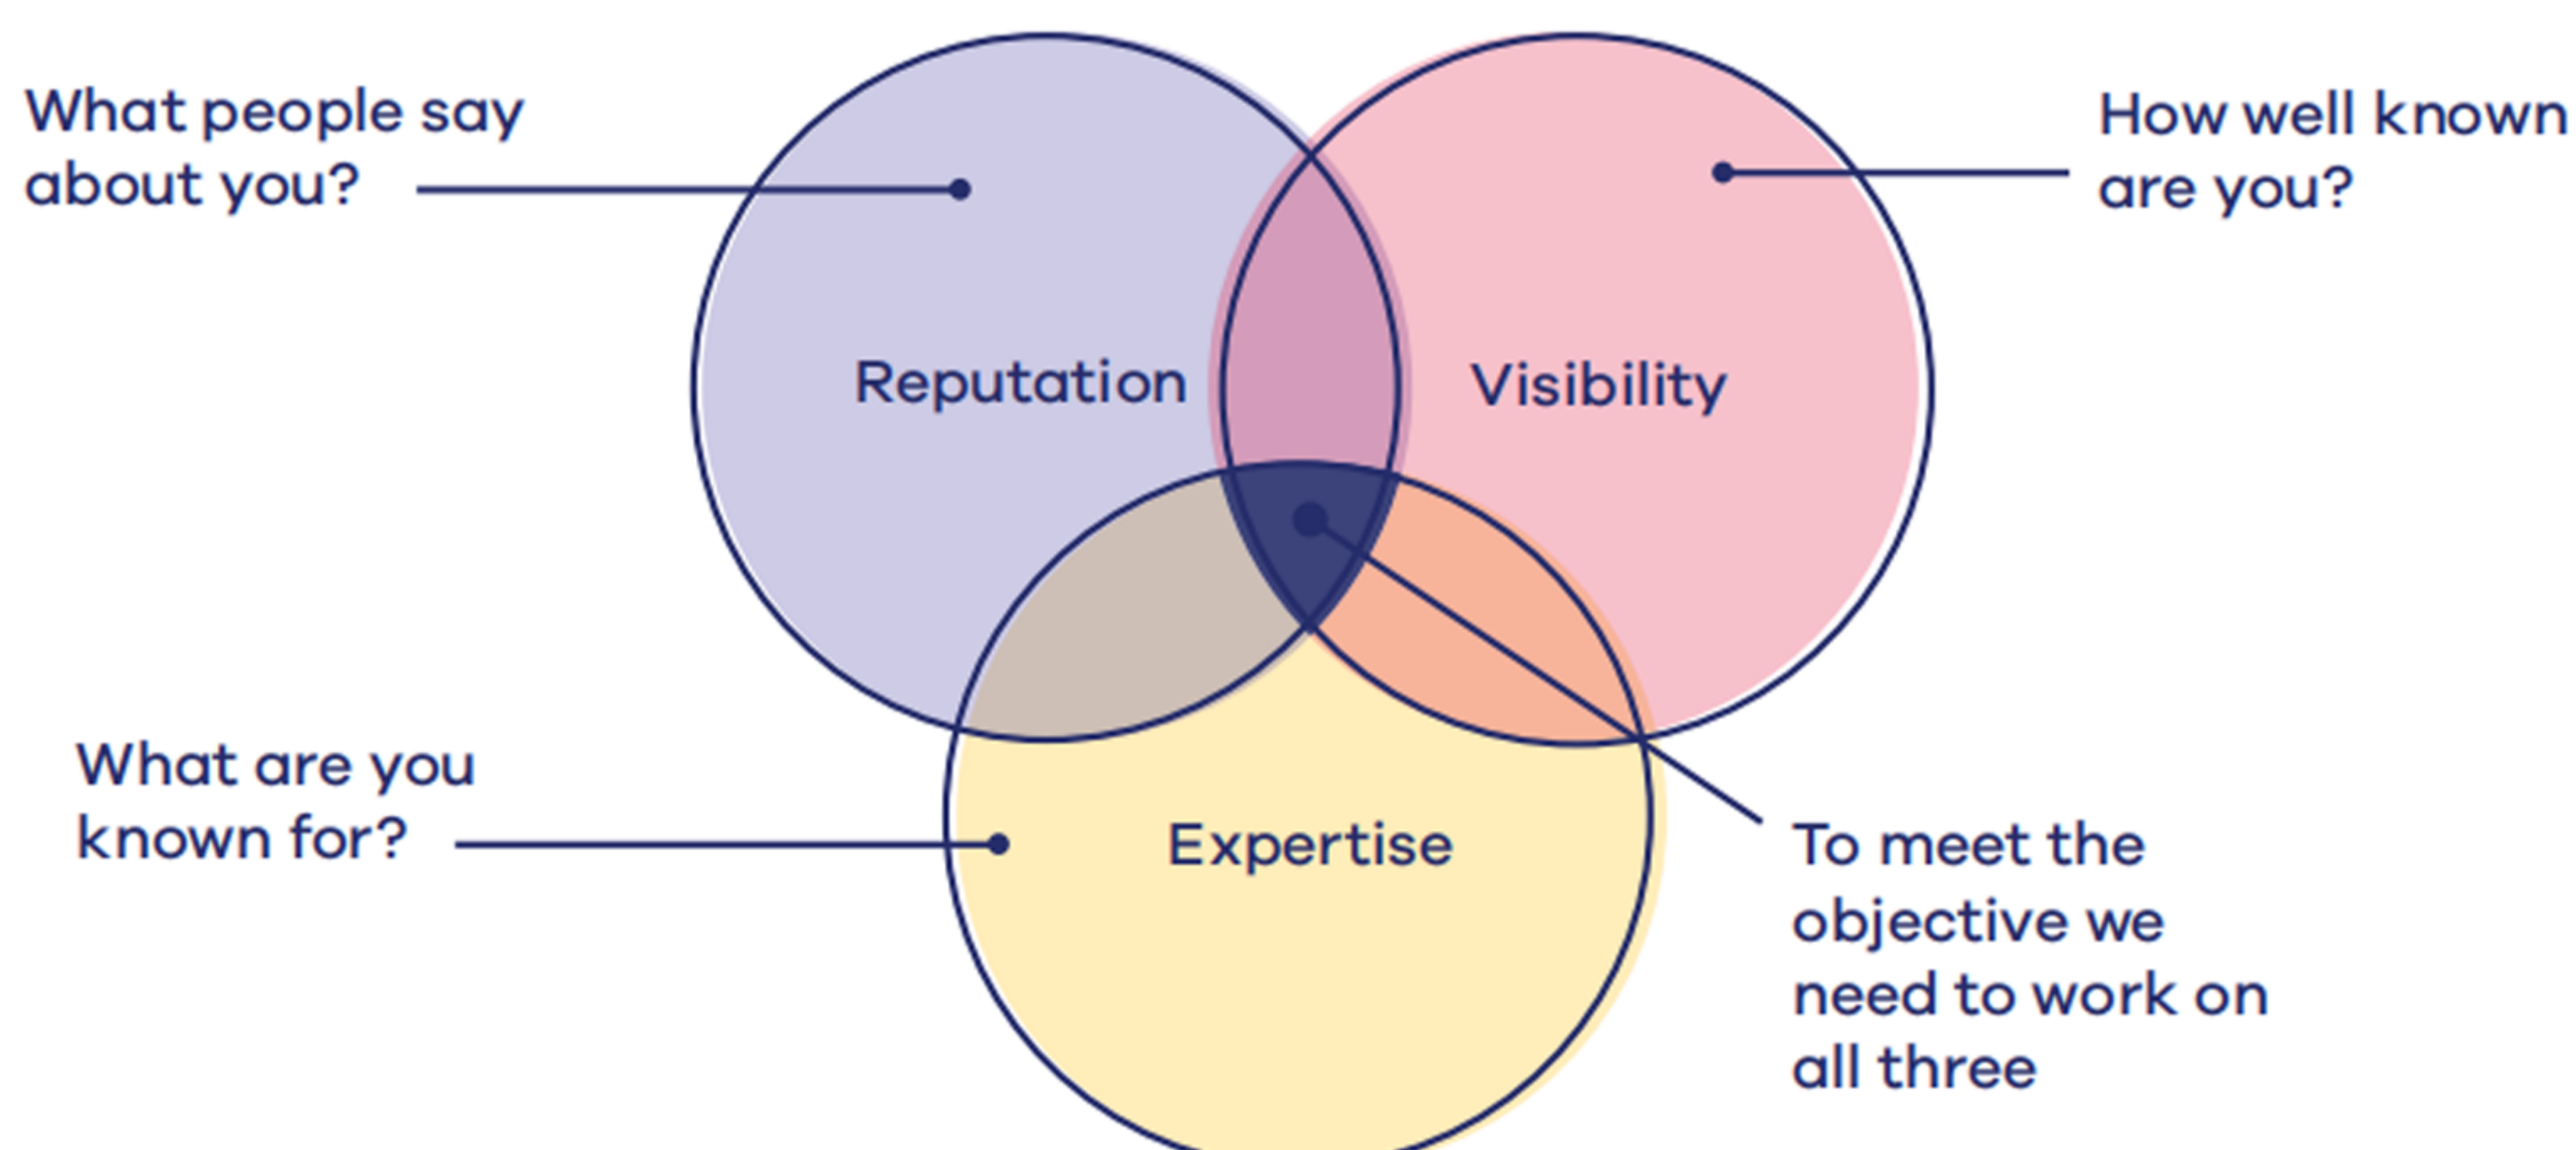 What people say
about you?
How well known
are you?
Reputation
Visibility
What are you
known for?
Expertise
To meet the
objective we
need to work on
all three